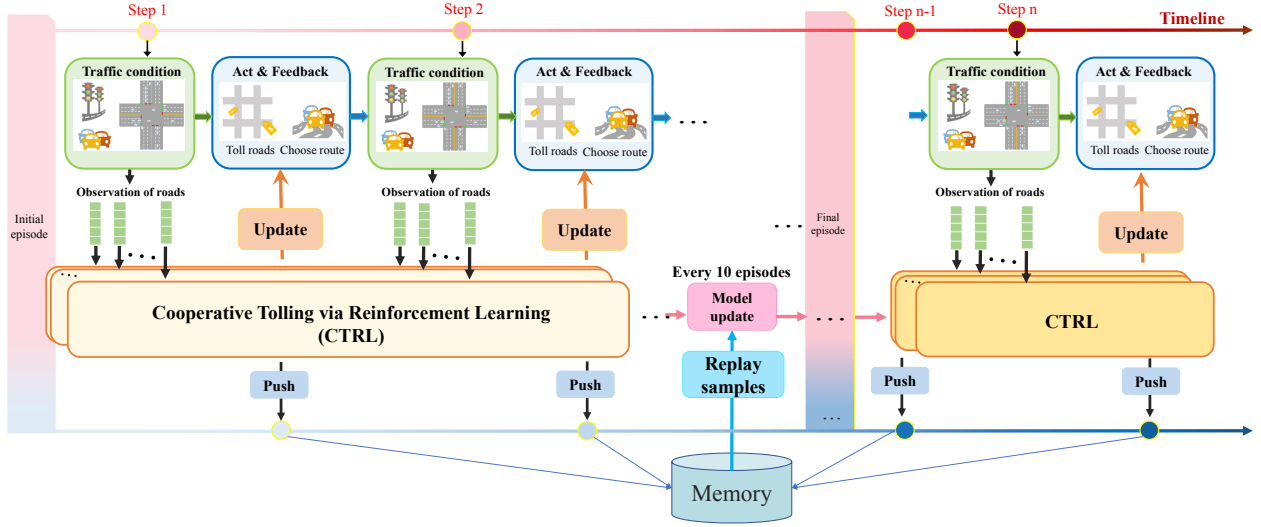 Step 1
Step 2
Step n-1
Step n
Timeline
Traffic condition
Act & Feedback
Toll roads
Choose route
Traffic condition
Act & Feedback
Toll roads
Choose route
. . .
Traffic condition
Act & Feedback
Toll roads
Choose route
Observation of roads
Observation of roads
Observation of roads
Initial
episode
Update
Update
Update
Final
episode
Every 10 episodes
Model
update
Cooperative Tolling via Reinforcement Learning
(CTRL)
CTRL
Replay
samples
Push
Push
Push
Push
Memory